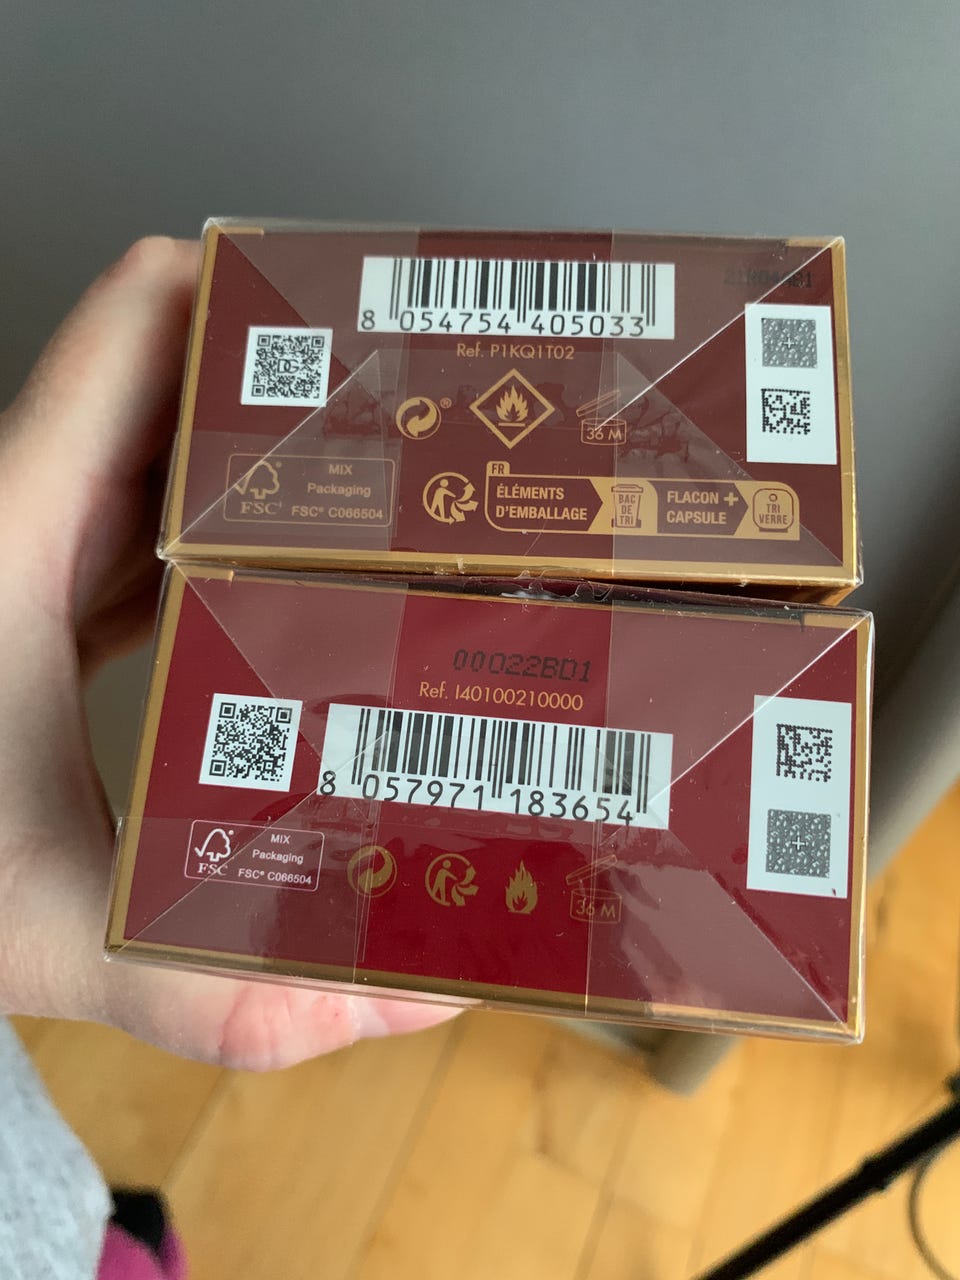 8 054754 405033
Ref. P1KQ1T02
DG
®
36 M
MIX
Packaging
FSC® C066504
FSC®
FR
ÉLÉMENTS
D'EMBALLAGE
BAC
DE
TRI
FLACON +
CAPSULE
TRI
VERRE
00022BD1
Ref. I40100210000
8 057971 183654
MIX
Packaging
FSC® C066504
FSC
36 M